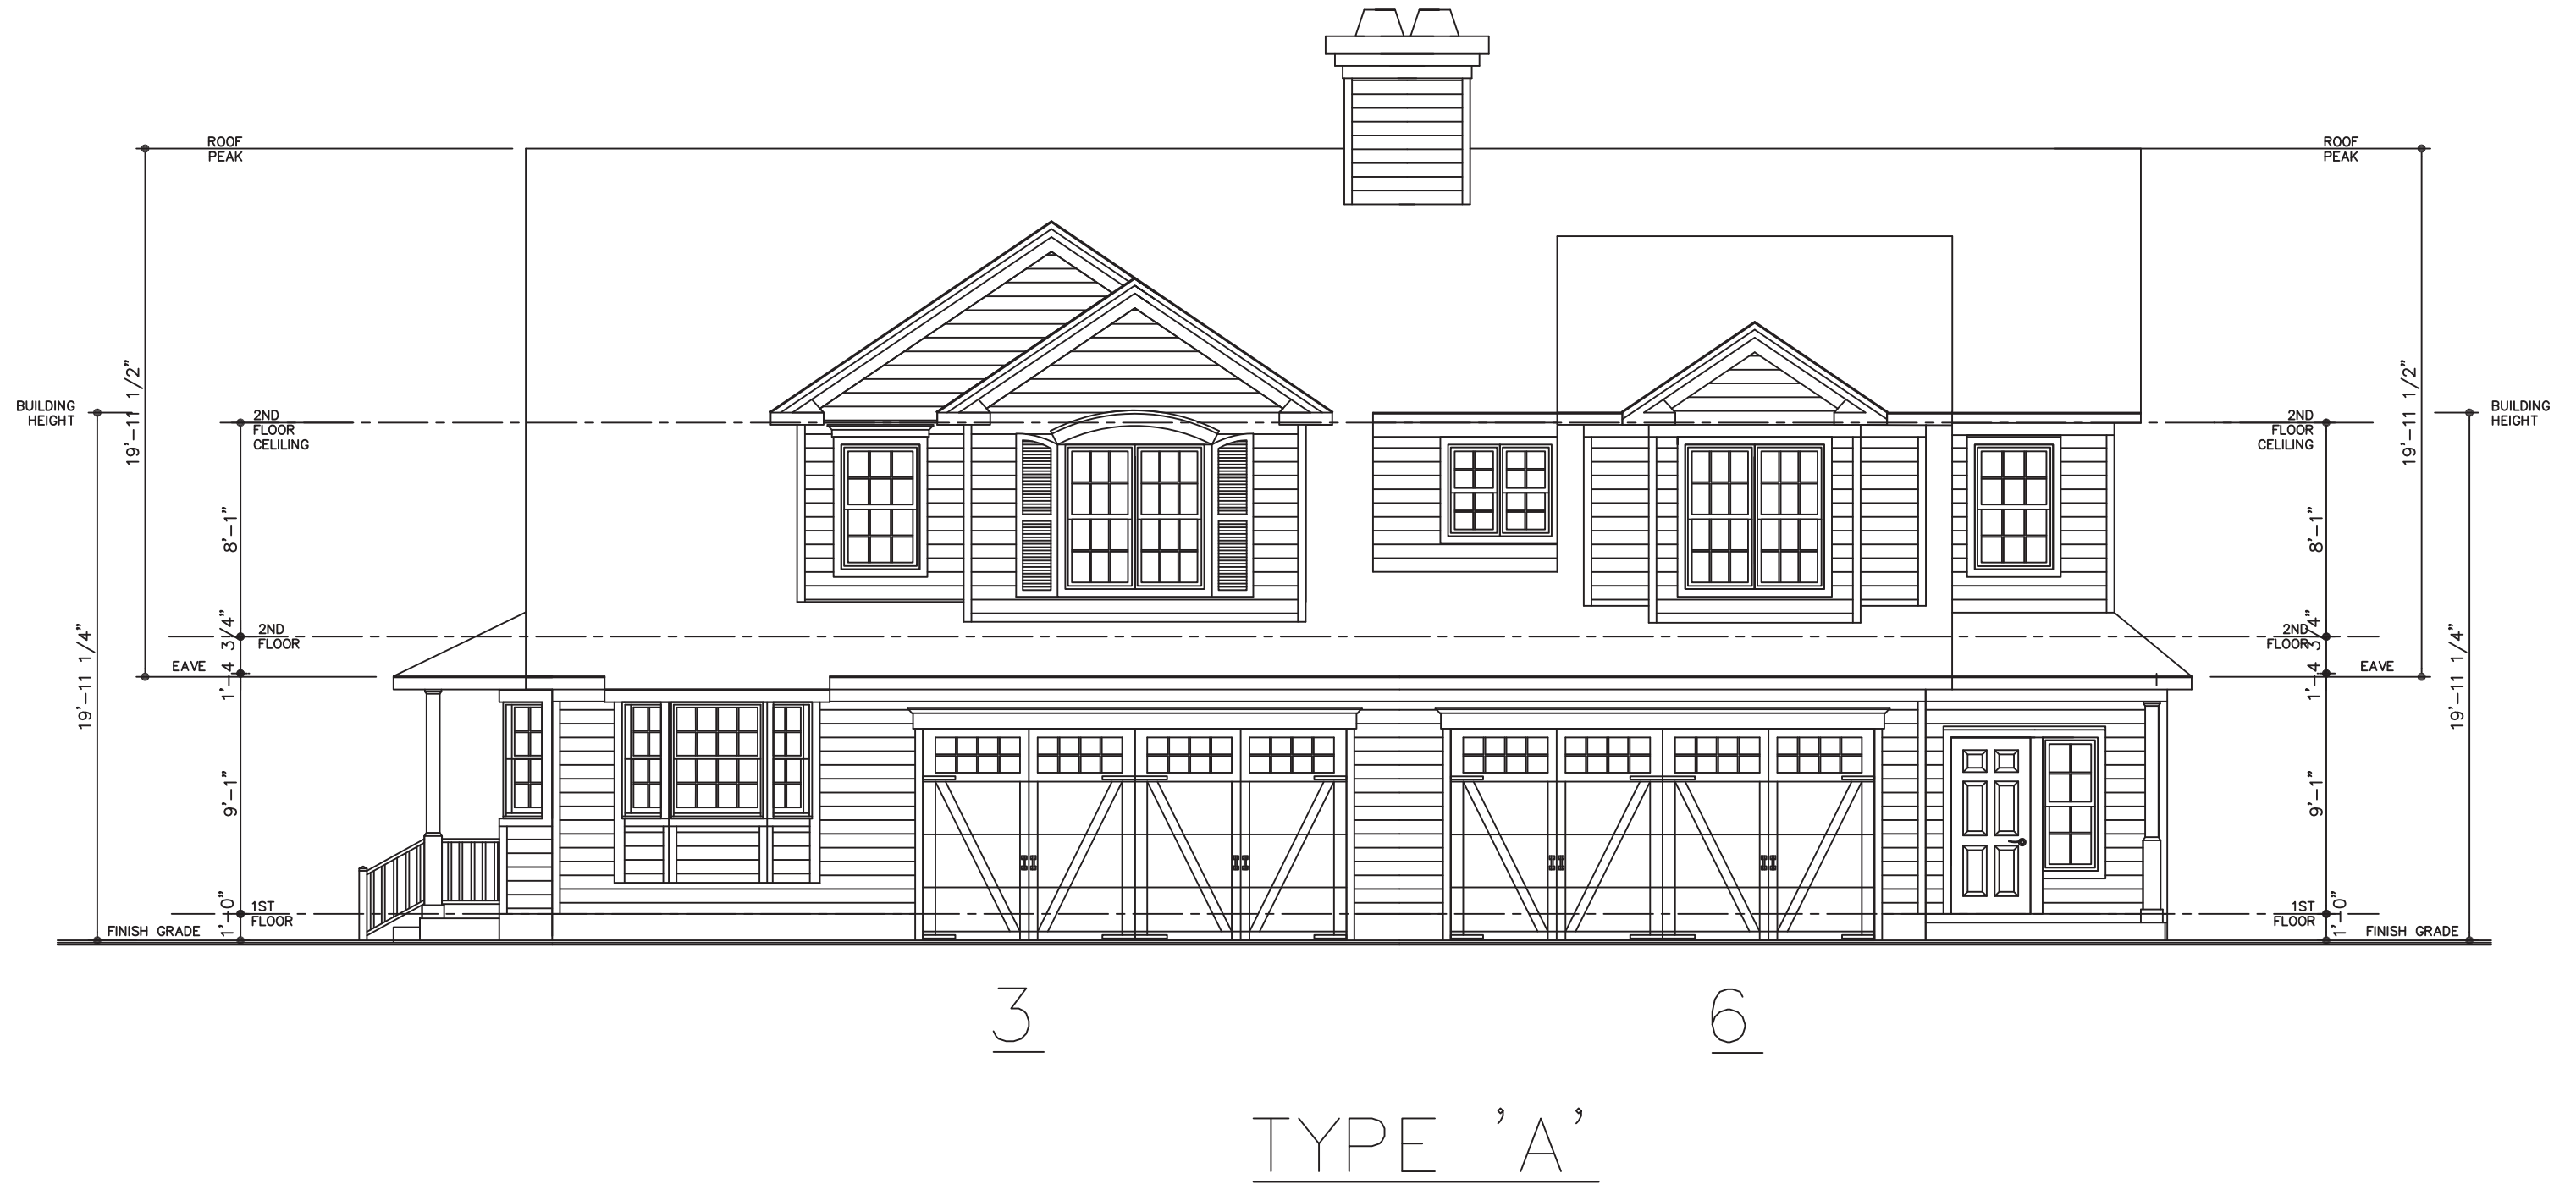 ROOF
PEAK
ROOF
PEAK
19'-11 1/2"
19'-11 1/2"
BUILDING
HEIGHT
BUILDING
HEIGHT
2ND
FLOOR
CELILING
2ND
FLOOR
CELILING
8'-1"
8'-1"
19'-11 1/4"
19'-11 1/4"
2ND
FLOOR
2ND
FLOOR
1'-4 3/4"
1'-4 3/4"
EAVE
EAVE
9'-1"
9'-1"
1ST
FLOOR
1ST
FLOOR
1'-0"
1'-0"
FINISH GRADE
FINISH GRADE
3
6
TYPE 'A'